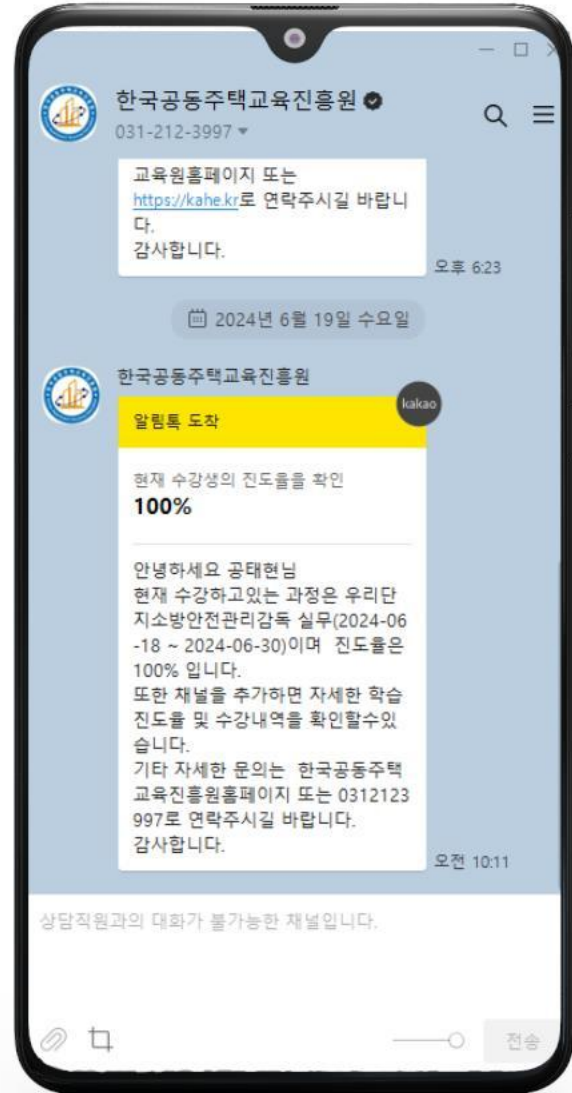 한국공동주택교육진흥원
031-212-3997
교육원홈페이지 또는
https://kahe.kr로 연락주시길 바랍니
다.
감사합니다.
오후 6:23
2024년 6월 19일 수요일
한국공동주택교육진흥원
kakao
알림톡 도착
현재 수강생의 진도율을 확인
100%
안녕하세요 공태현님
현재 수강하고있는 과정은 우리단
지소방안전관리감독 실무(2024-06
-18 ~ 2024-06-30)이며 진도율은
100% 입니다.
또한 채널을 추가하면 자세한 학습
진도율 및 수강내역을 확인할수있
습니다.
기타 자세한 문의는 한국공동주택
교육진흥원홈페이지 또는 0312123
997로 연락주시길 바랍니다.
감사합니다.
오전 10:11
상담직원과의 대화가 불가능한 채널입니다.
전송